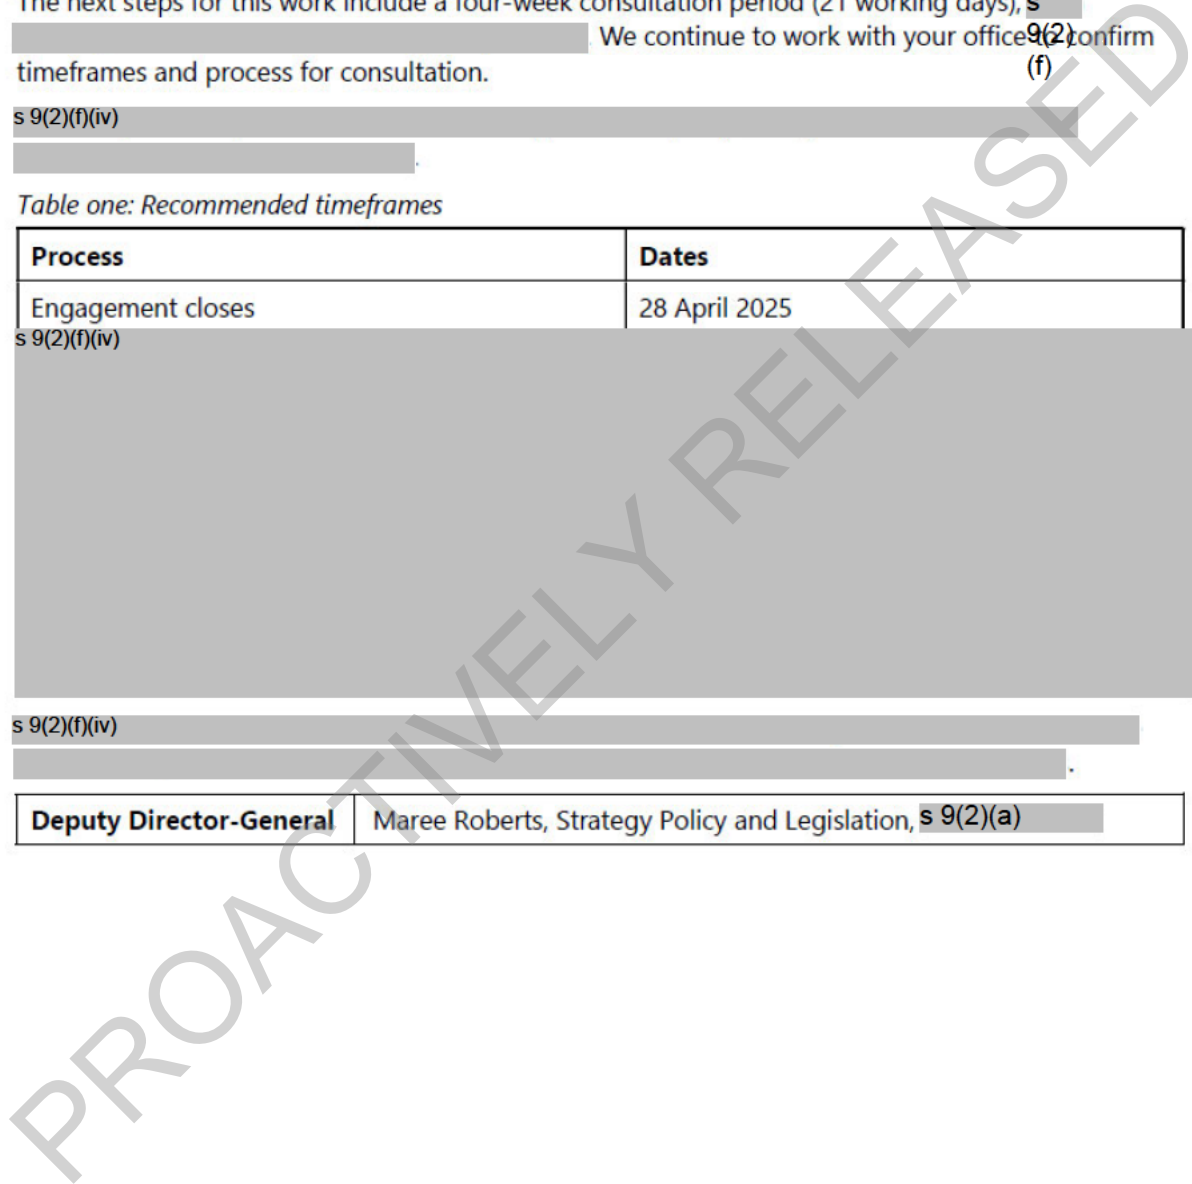 The next steps for this work include a four-week consultation period (21 working days), s 9(2)(f)
. We continue to work with your office to confirm
timeframes and process for consultation.
s 9(2)(f)(iv)
.
Table one: Recommended timeframes
Process Dates
Engagement closes 28 April 2025
s 9(2)(f)(iv)
s 9(2)(f)(iv)
.
Deputy Director-General Maree Roberts, Strategy Policy and Legislation, s 9(2)(a)
PROACTIVELY RELEASED